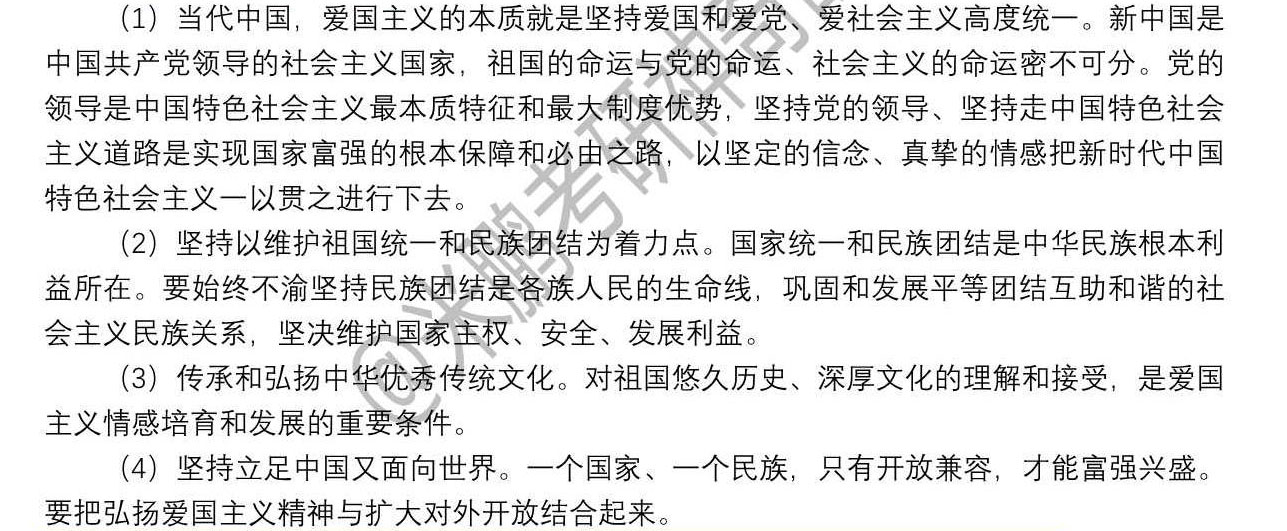 （1）当代中国，爱国主义的本质就是坚持爱国和爱党、爱社会主义高度统一。新中国是
中国共产党领导的社会主义国家，祖国的命运与党的命运、社会主义的命运密不可分。党的
领导是中国特色社会主义最本质特征和最大制度优势，坚持党的领导、坚持走中国特色社会
主义道路是实现国家富强的根本保障和必由之路，以坚定的信念、真挚的情感把新时代中国
特色社会主义一以贯之进行下去。
（2）坚持以维护祖国统一和民族团结为着力点。国家统一和民族团结是中华民族根本利
益所在。要始终不渝坚持民族团结是各族人民的生命线，巩固和发展平等团结互助和谐的社
会主义民族关系，坚决维护国家主权、安全、发展利益。
（3）传承和弘扬中华优秀传统文化。对祖国悠久历史、深厚文化的理解和接受，是爱国
主义情感培育和发展的重要条件。
（4）坚持立足中国又面向世界。一个国家、一个民族，只有开放兼容，才能富强兴盛。
要把弘扬爱国主义精神与扩大对外开放结合起来。
@米鹏考研神奇